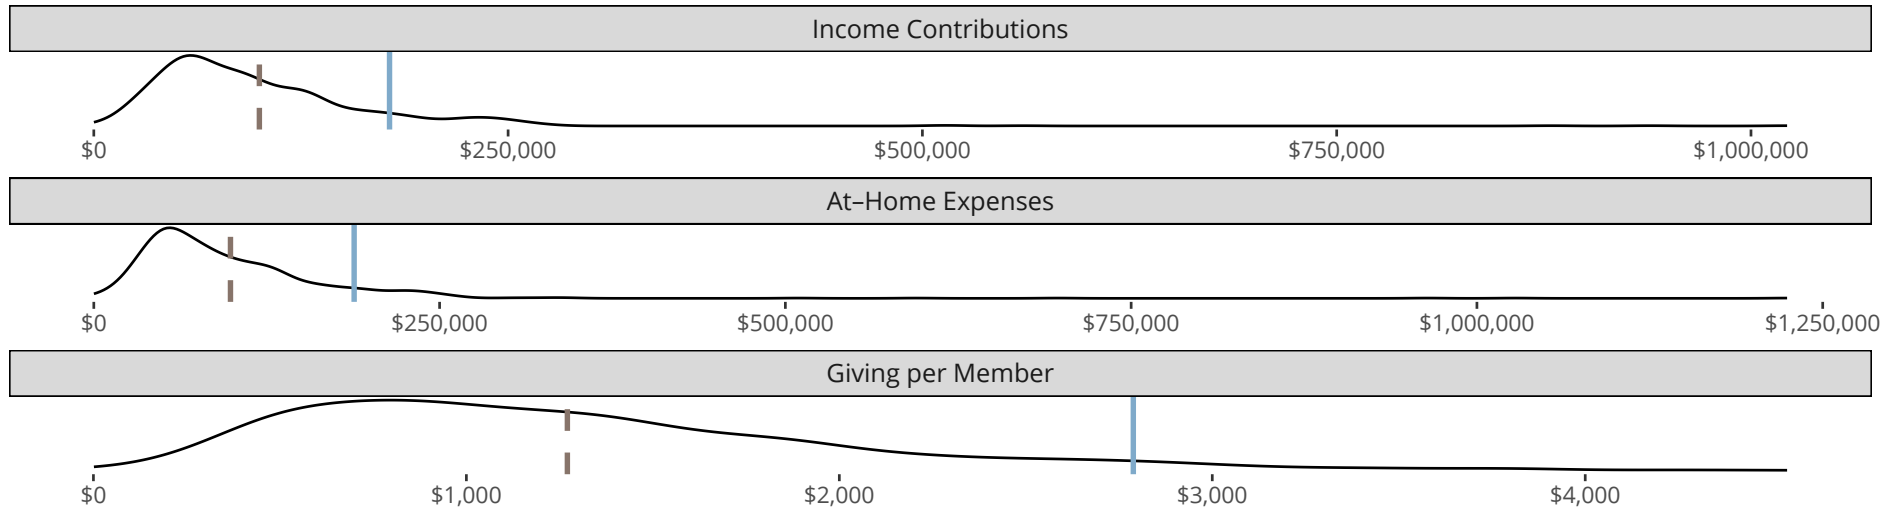 Income Contributions
$0 $250,000 $500,000 $750,000 $1,000,000
At–Home Expenses
$0 $250,000 $500,000 $750,000 $1,000,000 $1,250,000
Giving per Member
$0 $1,000 $2,000 $3,000 $4,000